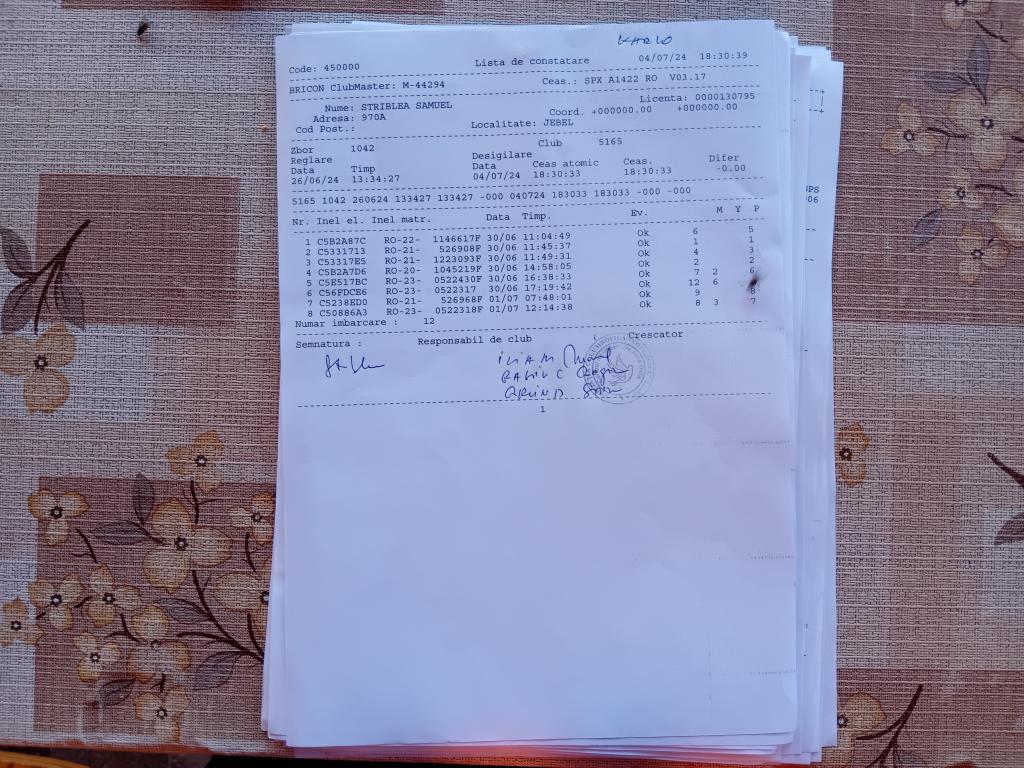 KARLO
Code: 450000 Lista de constatare 04/07/24 18:30:39
BRICON ClubMaster: M-44294 Ceas.: SPX A1422 RO V03.17
Nume: STRIBLEA SAMUEL Licenta: 0000130795
Adresa: 970A Coord. +000000.00 +000000.00
Cod Post.: Localitate: JEBEL
Zbor 1042 Club 5165
Reglare Desigilare
Data Timp Data Ceas atomic Ceas. Difer
26/06/24 13:34:27 04/07/24 18:30:33 18:30:33 -0,00
5165 1042 260624 133427 133427 -000 040724 183033 183033 -000 -000
Nr. Inel el. Inel matr. Data Timp. Ev. M Y P
1 C5B2A87C RO-22- 1146617F 30/06 11:04:49 Ok 6 5
2 C5331713 RO-21- 526908F 30/06 11:45:37 Ok 1 1
3 C53317E5 RO-21- 1223093F 30/06 11:49:31 Ok 4 3
4 C5B2A7D6 RO-20- 1045219F 30/06 14:58:05 Ok 2 2
5 C5E517BC RO-23- 0522430F 30/06 16:38:33 Ok 7 2 6
6 C56FDCE6 RO-23- 0522317 30/06 17:19:42 Ok 12 6
7 C5238ED0 RO-21- 526968F 01/07 07:48:01 Ok 9 8
8 C50886A3 RO-23- 0522318F 01/07 12:14:38 Ok 8 3 7
Numar imbarcare : 12
Semnatura : Responsabil de club Crescator
1